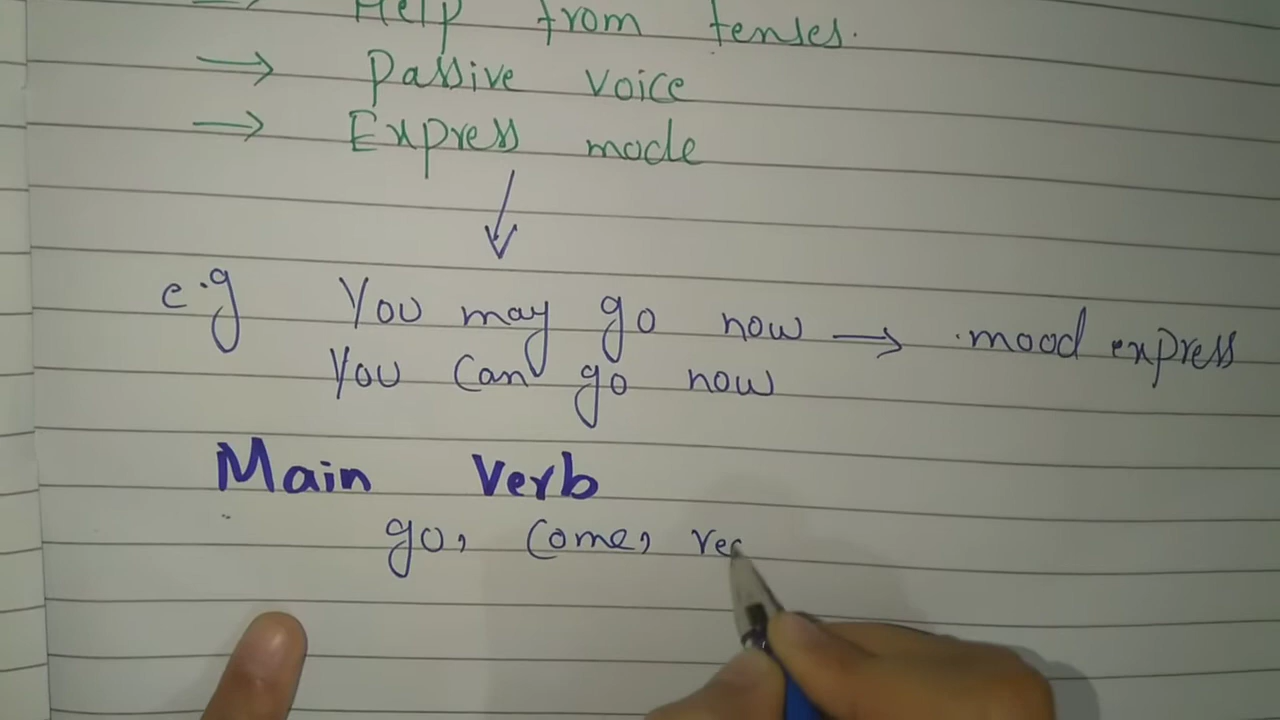 → Help from tenses.
→ Passive voice
→ Express mode
e.g You may go now → mood express
You can go now
Main Verb
go, Come, rea